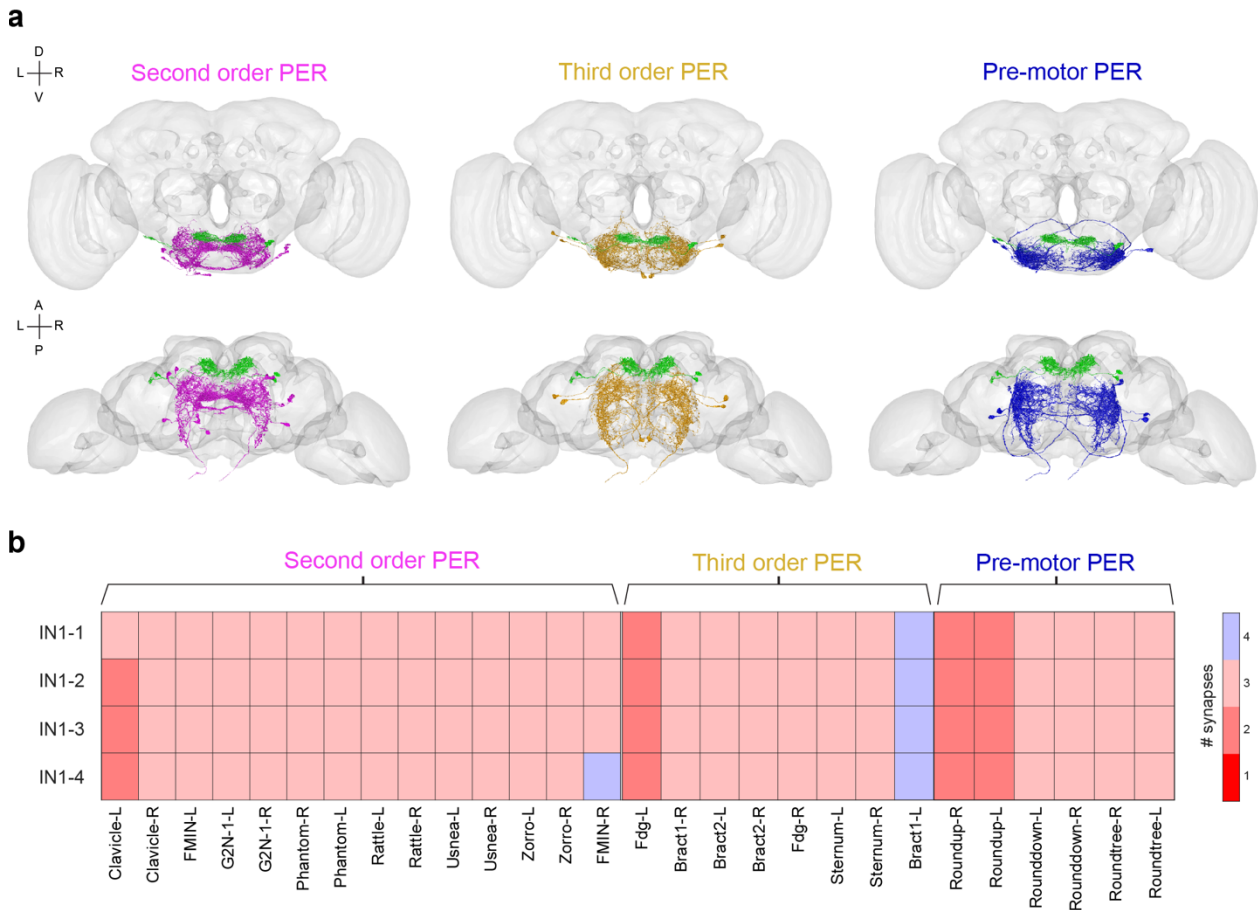 a
D
L R
V
Second order PER
Third order PER
Pre-motor PER
A
L R
P
b
Second order PER
Third order PER
Pre-motor PER
IN1-1
IN1-2
IN1-3
IN1-4
# synapses
4
3
2
1
Clavicle-L
Clavicle-R
FMIN-L
G2N-1-L
G2N-1-R
Phantom-R
Phantom-L
Rattle-L
Rattle-R
Usnea-L
Usnea-R
Zorro-L
Zorro-R
FMIN-R
Fdg-L
Bract1-R
Bract2-L
Bract2-R
Fdg-R
Sternum-L
Sternum-R
Bract1-L
Roundup-R
Roundup-L
Rounddown-L
Rounddown-R
Roundtree-R
Roundtree-L